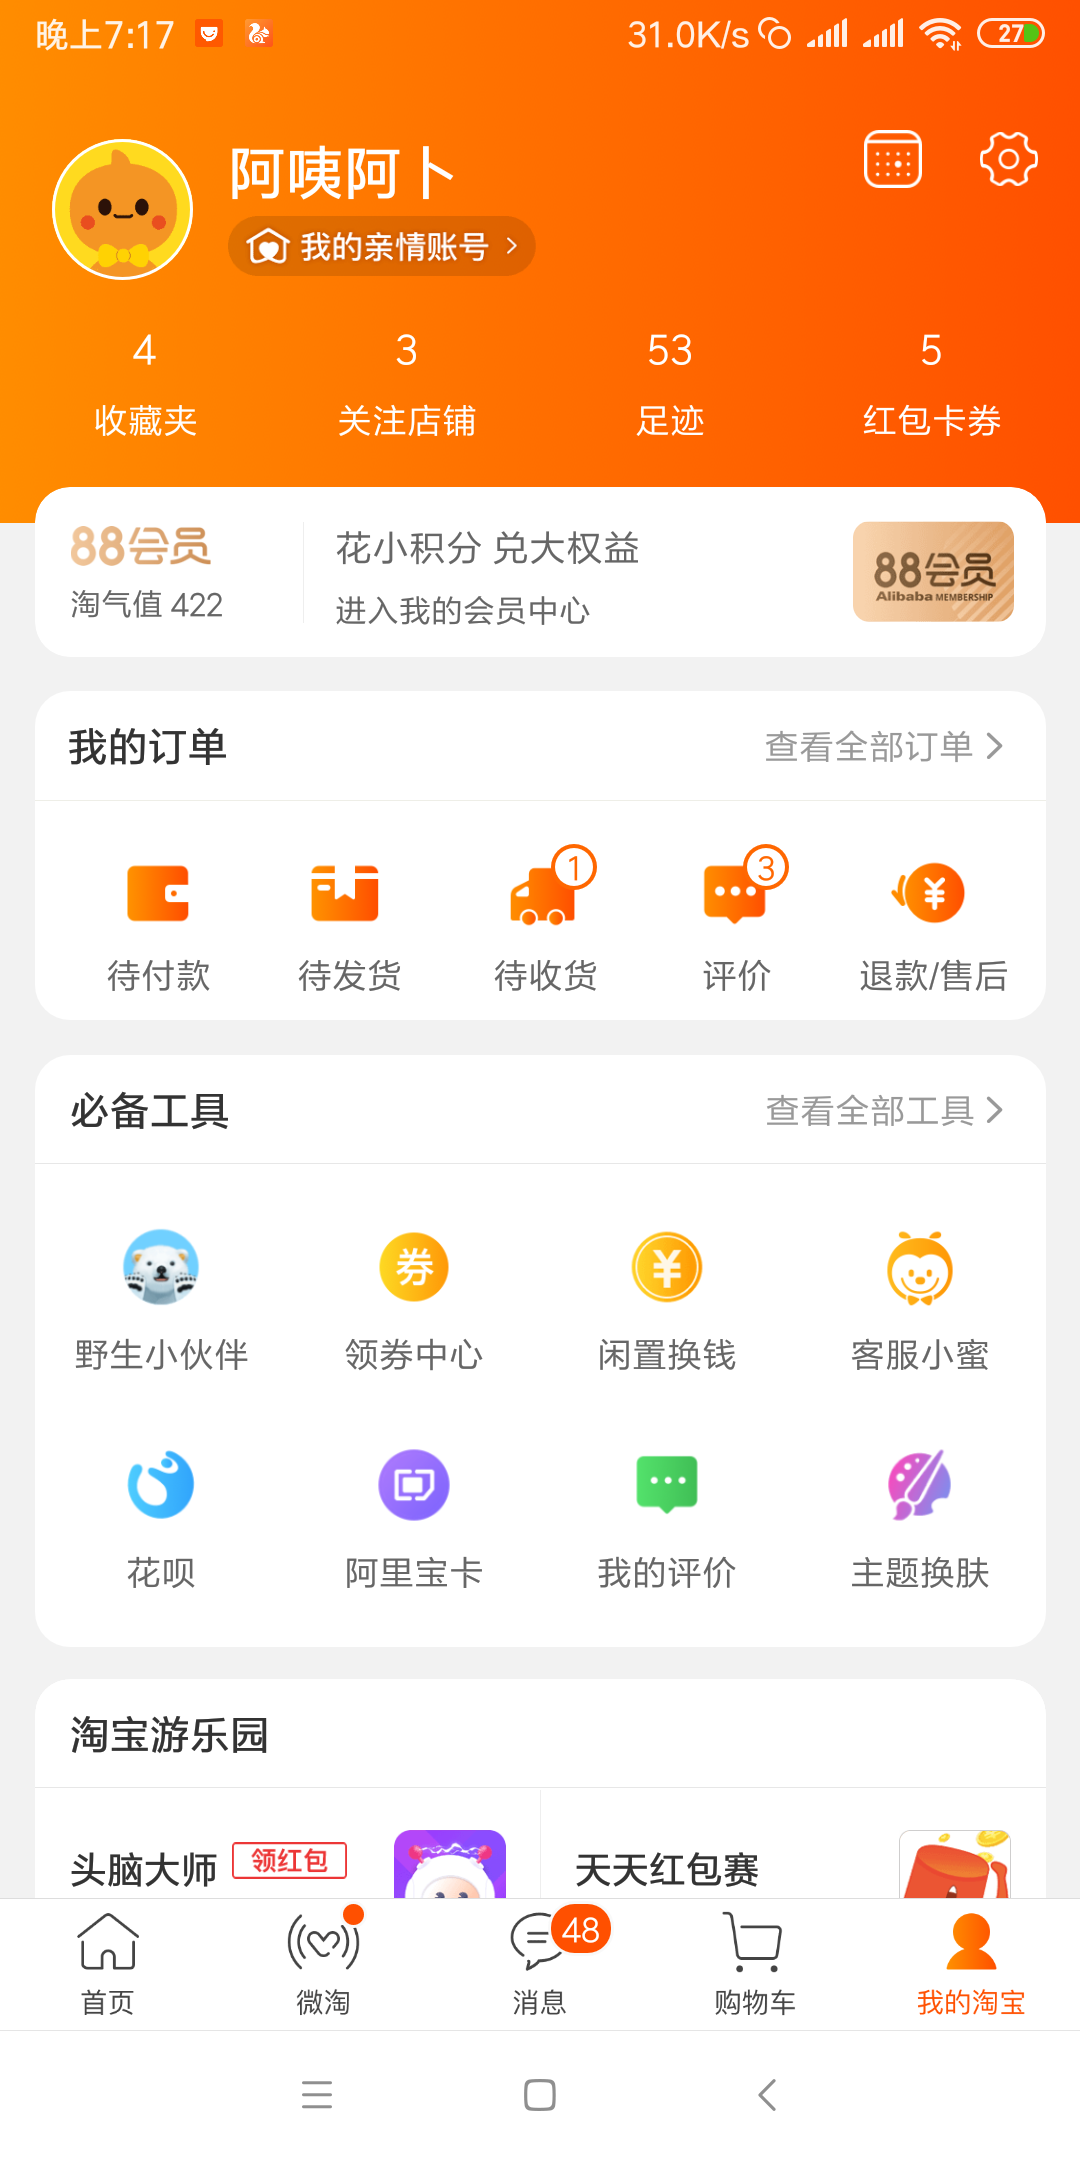 晚上7:17
31.0K/s
27
阿咦阿卜
我的亲情账号
4
3
53
5
收藏夹
关注店铺
足迹
红包卡券
88会员
淘气值 422
花小积分 兑大权益
进入我的会员中心
88会员
Alibaba MEMBERSHIP
我的订单
查看全部订单
1
3
待付款
待发货
待收货
评价
退款/售后
必备工具
查看全部工具
券
¥
野生小伙伴
领券中心
闲置换钱
客服小蜜
花呗
阿里宝卡
我的评价
主题换肤
淘宝游乐园
头脑大师
领红包
天天红包赛
48
首页
微淘
消息
购物车
我的淘宝